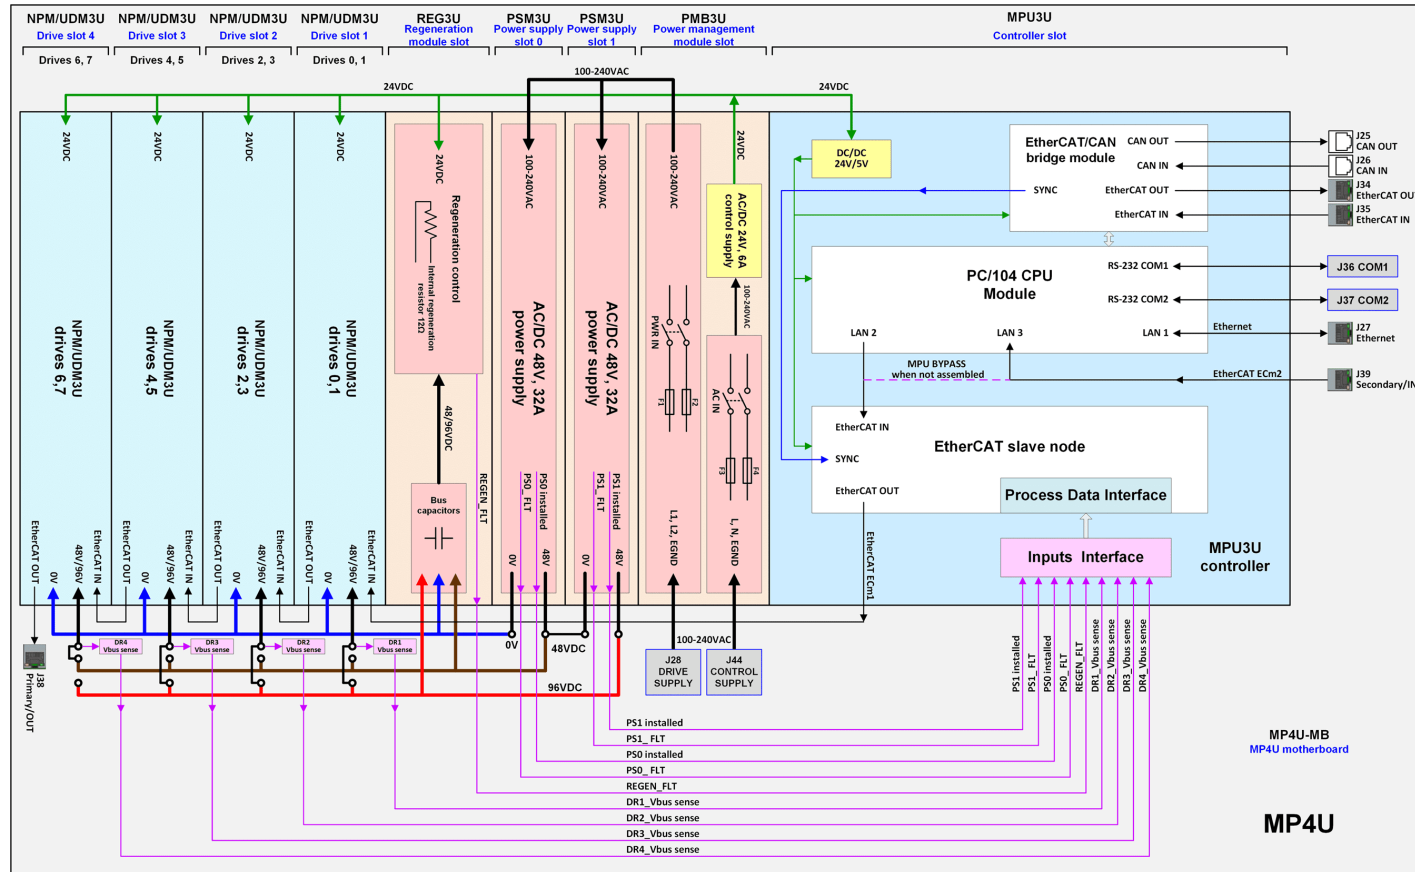 NPM/UDM3U
Drive slot 4
Drives 6, 7
NPM/UDM3U
Drive slot 3
Drives 4, 5
NPM/UDM3U
Drive slot 2
Drives 2, 3
NPM/UDM3U
Drive slot 1
Drives 0, 1
REG3U
Regeneration
module slot
PSM3U
Power supply
slot 0
PSM3U
Power supply
slot 1
PMB3U
Power management
module slot
MPU3U
Controller slot
100-240VAC
24VDC
24VDC
24VDC
24VDC
24VDC
24VDC
24VDC
100-240VAC
100-240VAC
100-240VAC
24VDC
DC/DC
24V/5V
EtherCAT/CAN
bridge module
CAN OUT
CAN IN
SYNC
EtherCAT OUT
EtherCAT IN
J25
CAN OUT
J26
CAN IN
J34
EtherCAT OUT
J35
EtherCAT IN
Regeneration control
Internal regeneration
resistor 12Ω
AC/DC 24V, 6A
control supply
100-240VAC
PC/104 CPU
Module
RS-232 COM1
RS-232 COM2
LAN 2
LAN 3
LAN 1
J36 COM1
J37 COM2
Ethernet
J27
Ethernet
MPU BYPASS
when not assembled
EtherCAT ECm2
J39
Secondary/IN
NPM/UDM3U
drives 6,7
NPM/UDM3U
drives 4,5
NPM/UDM3U
drives 2,3
NPM/UDM3U
drives 0,1
AC/DC 48V, 32A
power supply
AC/DC 48V, 32A
power supply
PWR IN
F1
F2
AC IN
F3
F4
48/96VDC
REGEN_FLT
Bus
capacitors
PS0_ FLT
PS0 installed
PS1_ FLT
PS1 installed
L1, L2, EGND
L, N, EGND
EtherCAT IN
EtherCAT slave node
SYNC
EtherCAT OUT
Process Data Interface
Inputs Interface
MPU3U
controller
EtherCAT ECm1
EtherCAT OUT
0V
48V/96V
EtherCAT IN
EtherCAT OUT
0V
48V/96V
EtherCAT IN
EtherCAT OUT
0V
48V/96V
EtherCAT IN
EtherCAT OUT
0V
48V/96V
EtherCAT IN
0V
48V
0V
48V
0V
48VDC
96VDC
100-240VAC
J28
DRIVE
SUPPLY
J44
CONTROL
SUPPLY
DR4
Vbus sense
DR3
Vbus sense
DR2
Vbus sense
DR1
Vbus sense
J38
Primary/OUT
PS1 installed
PS1_ FLT
PS0 installed
PS0_ FLT
REGEN_FLT
DR1_Vbus sense
DR2_Vbus sense
DR3_Vbus sense
DR4_Vbus sense
PS1 installed
PS1_ FLT
PS0 installed
PS0_ FLT
REGEN_FLT
DR1_Vbus sense
DR2_Vbus sense
DR3_Vbus sense
DR4_Vbus sense
MP4U-MB
MP4U motherboard
MP4U